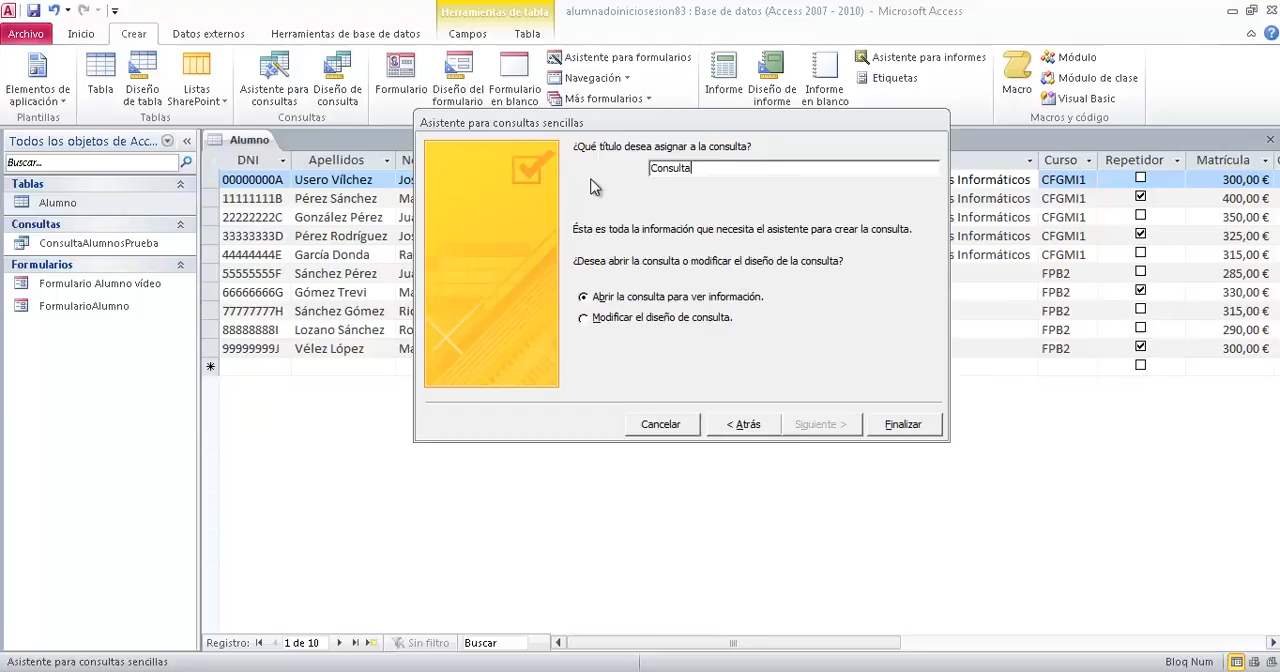 Herramientas de tabla
alumnadoiniciosesion83 : Base de datos (Access 2007 - 2010) - Microsoft Access
Archivo Inicio Crear Datos externos Herramientas de base de datos Campos Tabla
Elementos de aplicación
Tabla
Diseño de tabla
Listas SharePoint
Asistente para consultas
Diseño de consulta
Formulario
Diseño del formulario
Formulario en blanco
Asistente para formularios
Navegación
Más formularios
Informe
Diseño de informe
Informe en blanco
Asistente para informes
Etiquetas
Macro
Módulo
Módulo de clase
Visual Basic
Plantillas Tablas Consultas Macros y código
Todos los objetos de Acc...
Buscar...
Tablas
Alumno
Consultas
ConsultaAlumnosPrueba
Formularios
Formulario Alumno vídeo
FormularioAlumno
Alumno
DNI Apellidos Curso Repetidor Matrícula
00000000A Usero Vílchez s Informáticos CFGMI1 300,00 €
11111111B Pérez Sánchez s Informáticos CFGMI1 400,00 €
22222222C González Pérez s Informáticos CFGMI1 350,00 €
33333333D Pérez Rodríguez s Informáticos CFGMI1 325,00 €
44444444E García Donda s Informáticos CFGMI1 315,00 €
55555555F Sánchez Pérez FPB2 285,00 €
66666666G Gómez Trevi FPB2 330,00 €
77777777H Sánchez Gómez FPB2 315,00 €
88888888I Lozano Sánchez FPB2 290,00 €
99999999J Vélez López FPB2 300,00 €
Asistente para consultas sencillas
¿Qué título desea asignar a la consulta?
Consulta
Ésta es toda la información que necesita el asistente para crear la consulta.
¿Desea abrir la consulta o modificar el diseño de la consulta?
Abrir la consulta para ver información.
Modificar el diseño de consulta.
Cancelar < Atrás Siguiente > Finalizar
Registro: 1 de 10 Sin filtro Buscar
Asistente para consultas sencillas Bloq Num